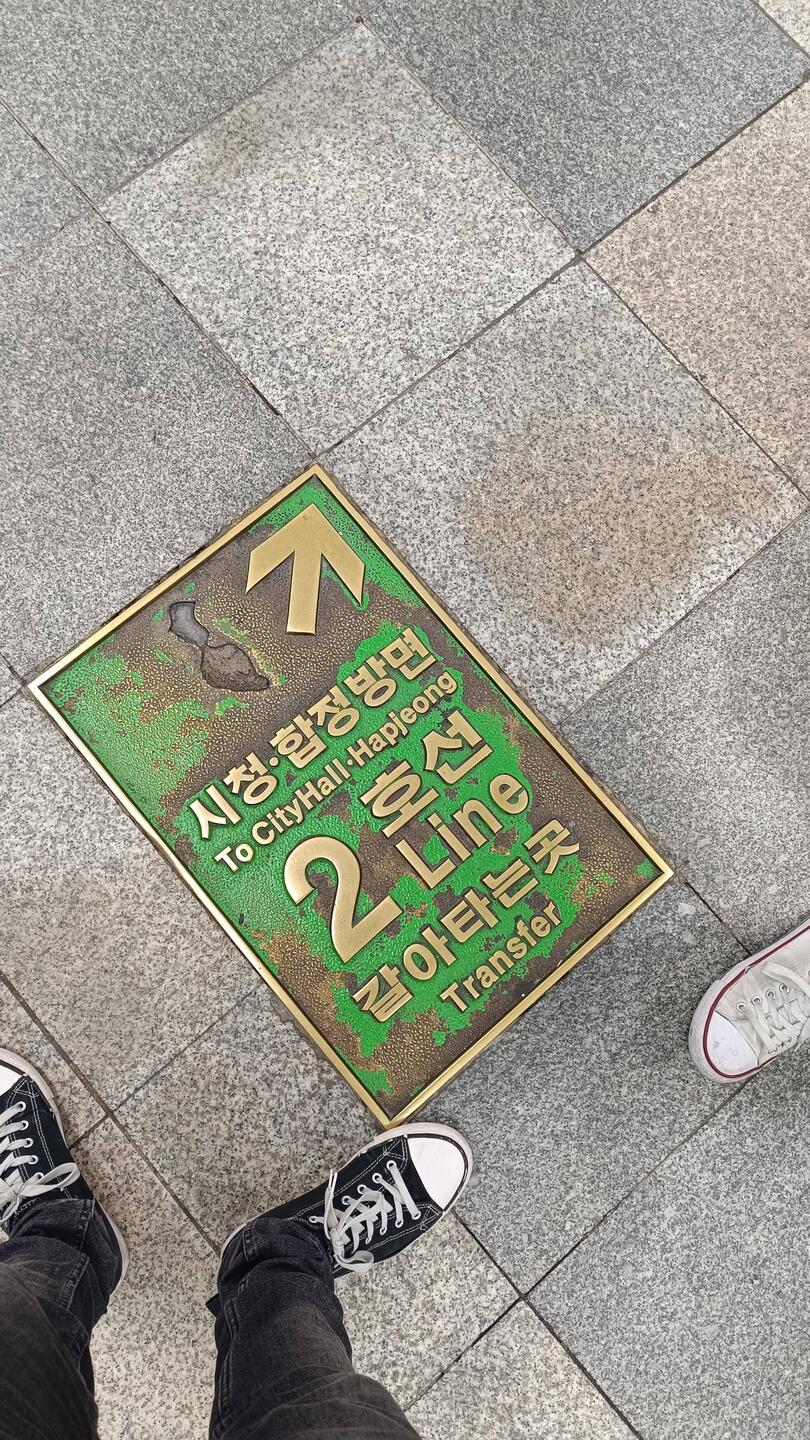 시청·합정방면
To CityHall·Hapjeong
2 호선
Line
갈아타는곳
Transfer